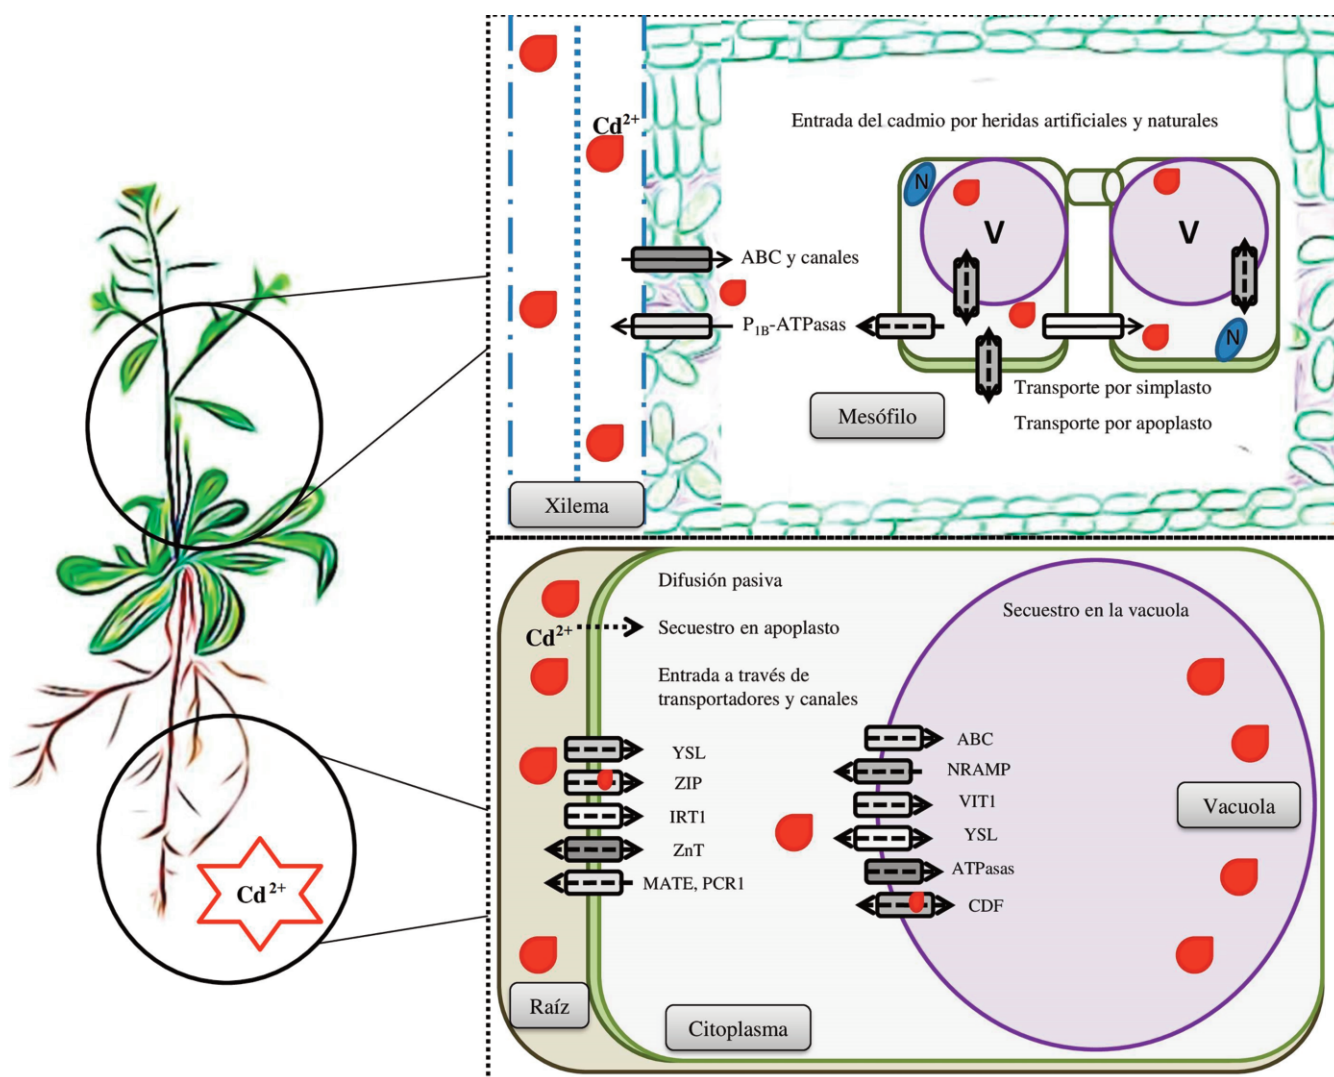 Cd²⁺
Entrada del cadmio por heridas artificiales y naturales
N
V
V
ABC y canales
P₁B-ATPasas
N
Transporte por simplasto
Mesófilo
Transporte por apoplasto
Xilema
Difusión pasiva
Secuestro en la vacuola
Cd²⁺
Secuestro en apoplasto
Entrada a través de
transportadores y canales
YSL
ZIP
IRT1
ZnT
MATE, PCR1
ABC
NRAMP
VIT1
YSL
ATPasas
CDF
Vacuola
Cd²⁺
Raíz
Citoplasma